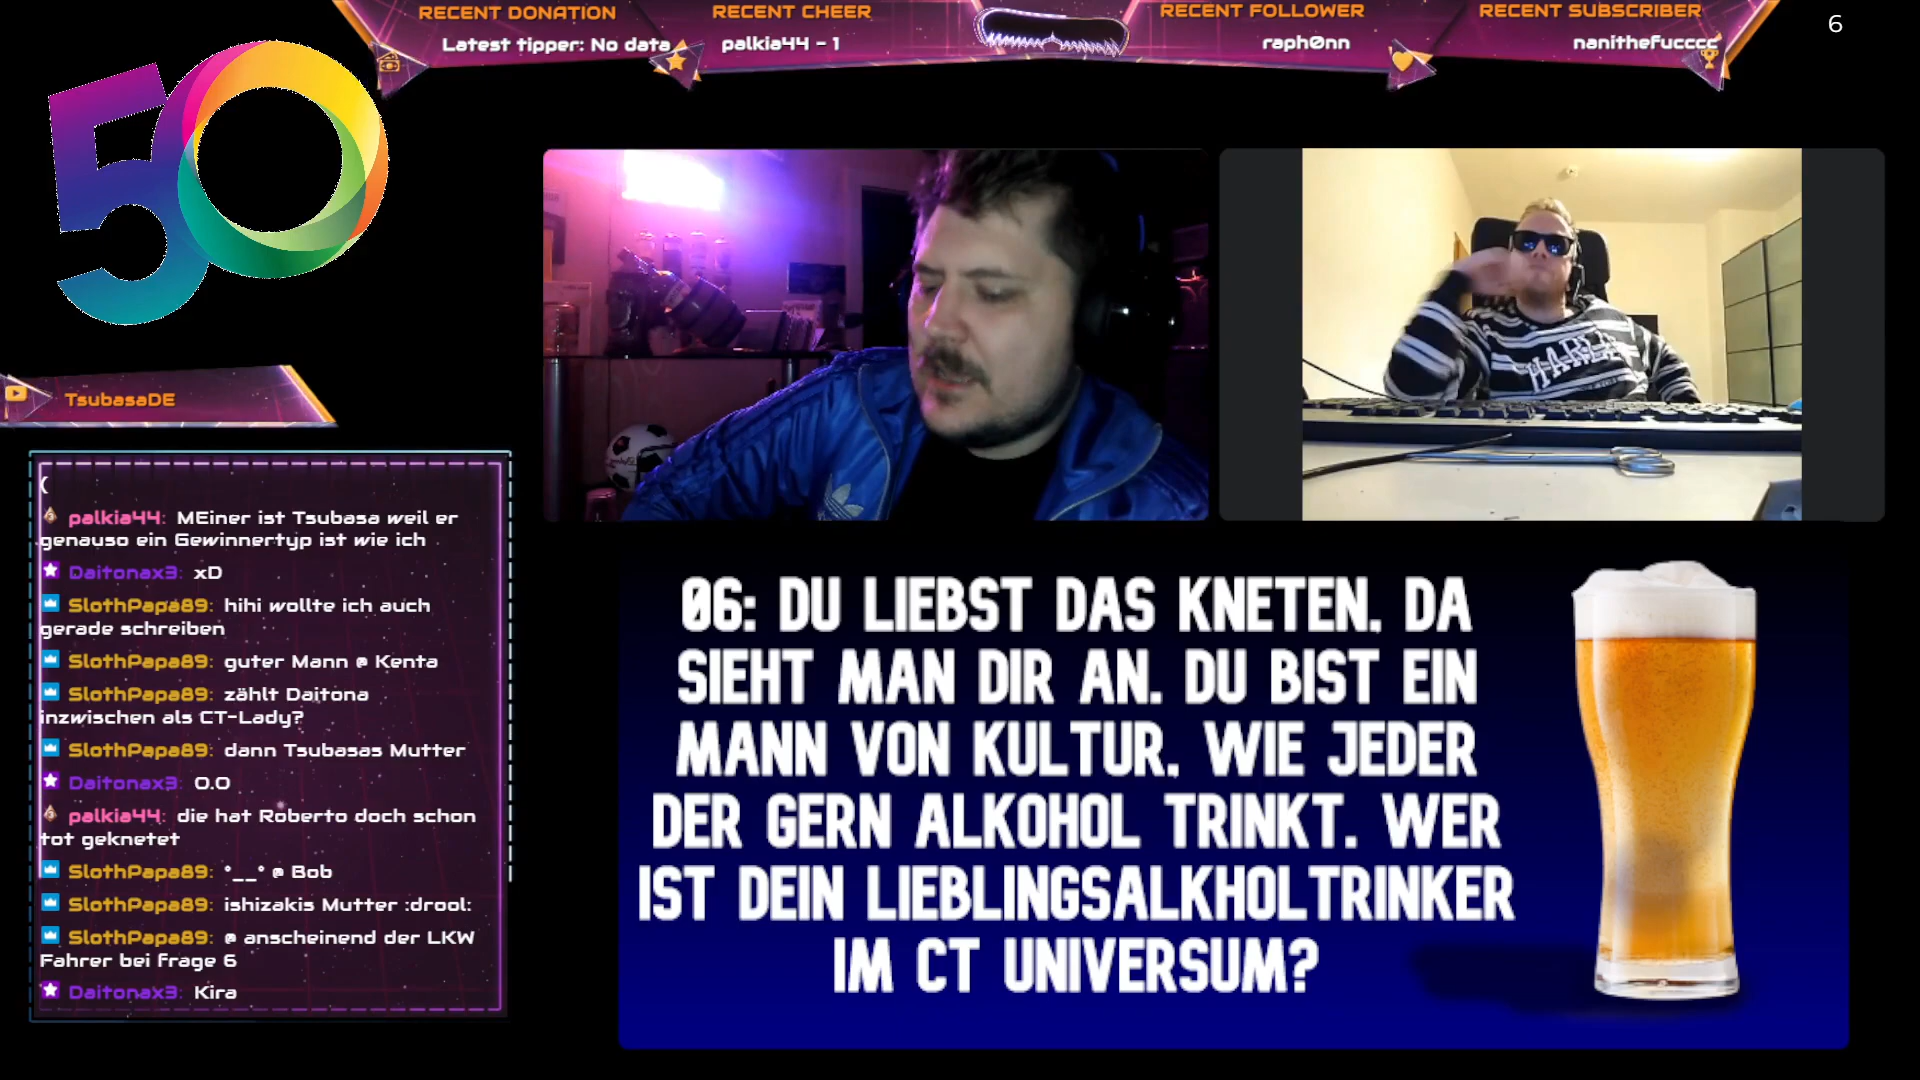 RECENT DONATION
Latest tipper: No data
RECENT CHEER
palkia44 - 1
RECENT FOLLOWER
raph0nn
RECENT SUBSCRIBER
nanithefucccc
6
50
TsubasaDE
(
palkia44: MEiner ist Tsubasa weil er
genauso ein Gewinnertyp ist wie ich
Daitonax3: xD
SlothPapa89: hihi wollte ich auch
gerade schreiben
SlothPapa89: guter Mann @ Kenta
SlothPapa89: zählt Daitona
inzwischen als CT-Lady?
SlothPapa89: dann Tsubasas Mutter
Daitonax3: O.O
palkia44: die hat Roberto doch schon
tot geknetet
SlothPapa89: °__° @ Bob
SlothPapa89: ishizakis Mutter :drool:
SlothPapa89: @ anscheinend der LKW
Fahrer bei frage 6
Daitonax3: Kira
06: DU LIEBST DAS KNETEN. DA
SIEHT MAN DIR AN. DU BIST EIN
MANN VON KULTUR. WIE JEDER
DER GERN ALKOHOL TRINKT. WER
IST DEIN LIEBLINGSALKHOLTRINKER
IM CT UNIVERSUM?